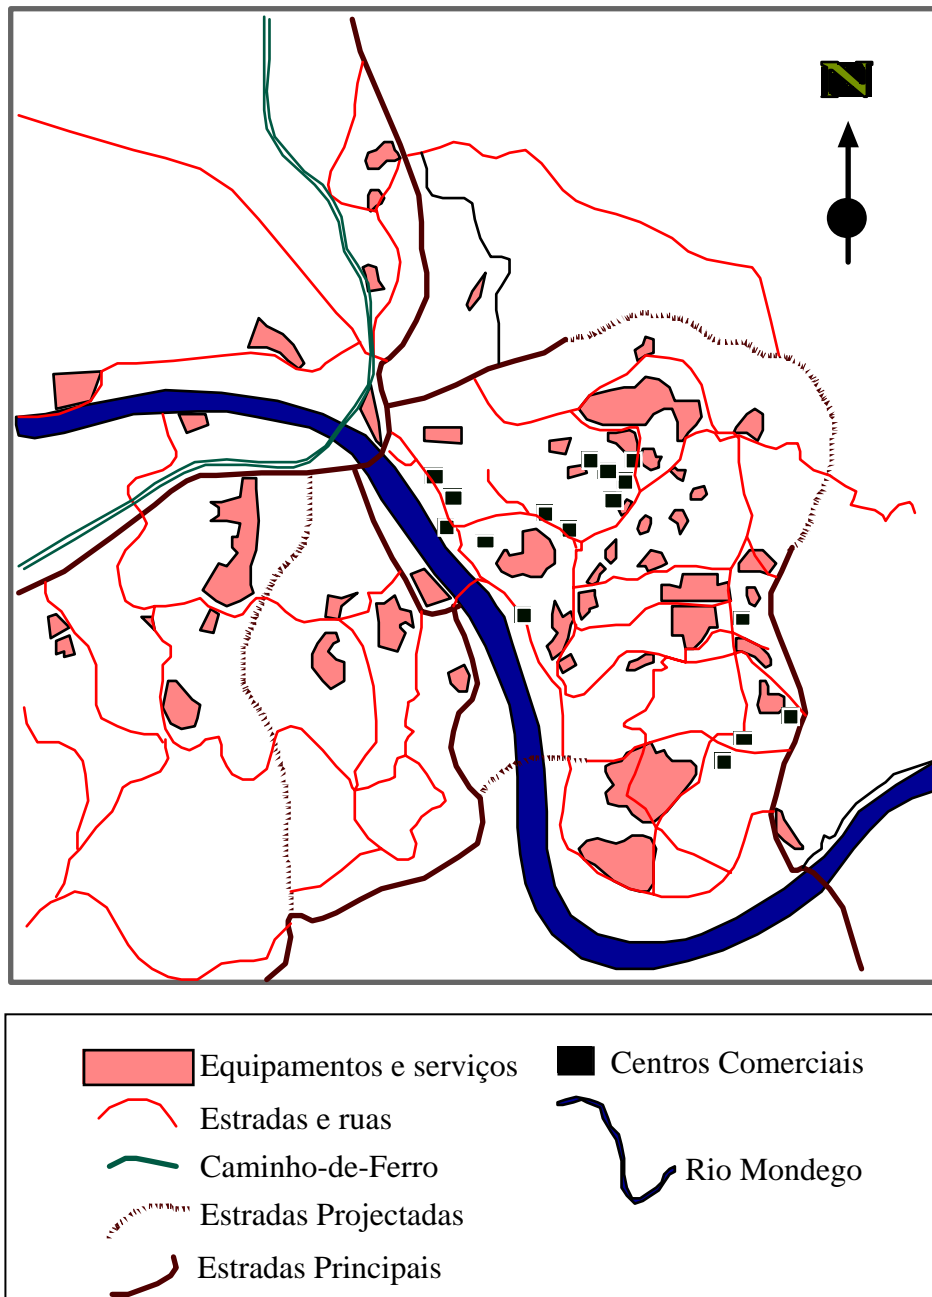 N
Equipamentos e serviços
Estradas e ruas
Caminho-de-Ferro
Estradas Projectadas
Estradas Principais
Centros Comerciais
Rio Mondego